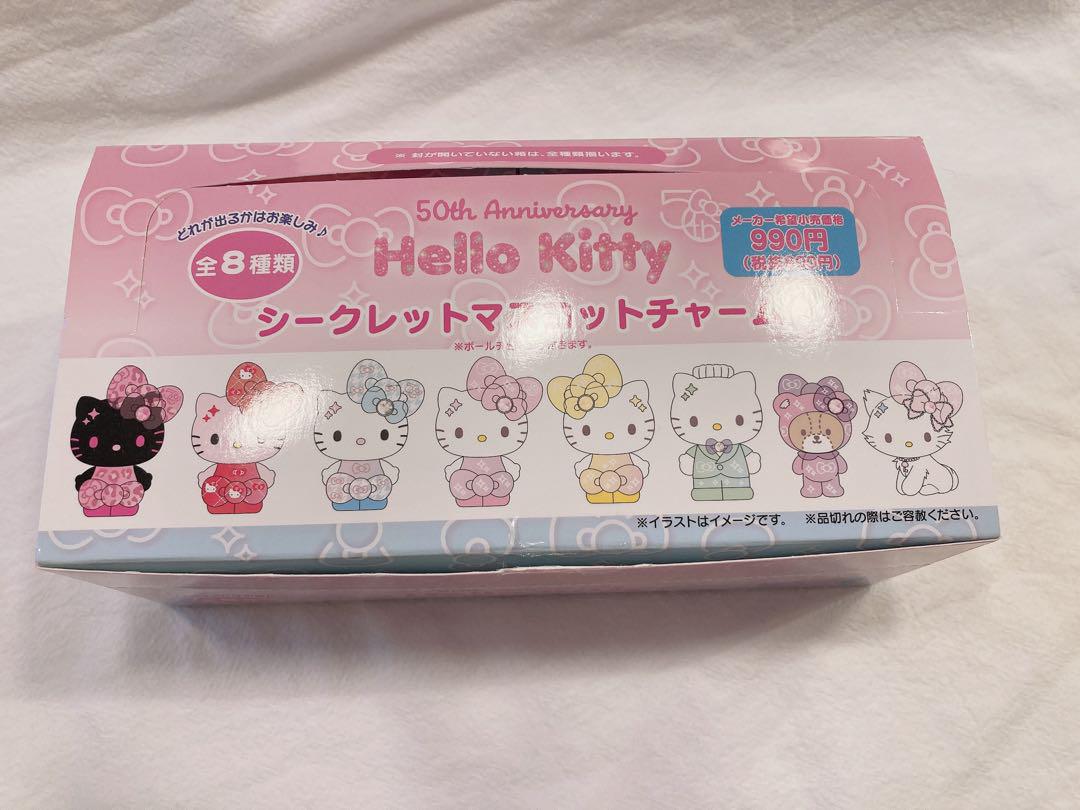 ※ 封が開いていない箱は、全種類揃います。
どれが出るかはお楽しみ♪
全8種類
50th Anniversary
Hello Kitty
メーカー希望小売価格
990円
シークレットマスコットチャーム
※イラストはイメージです。 ※品切れの際はご容赦ください。